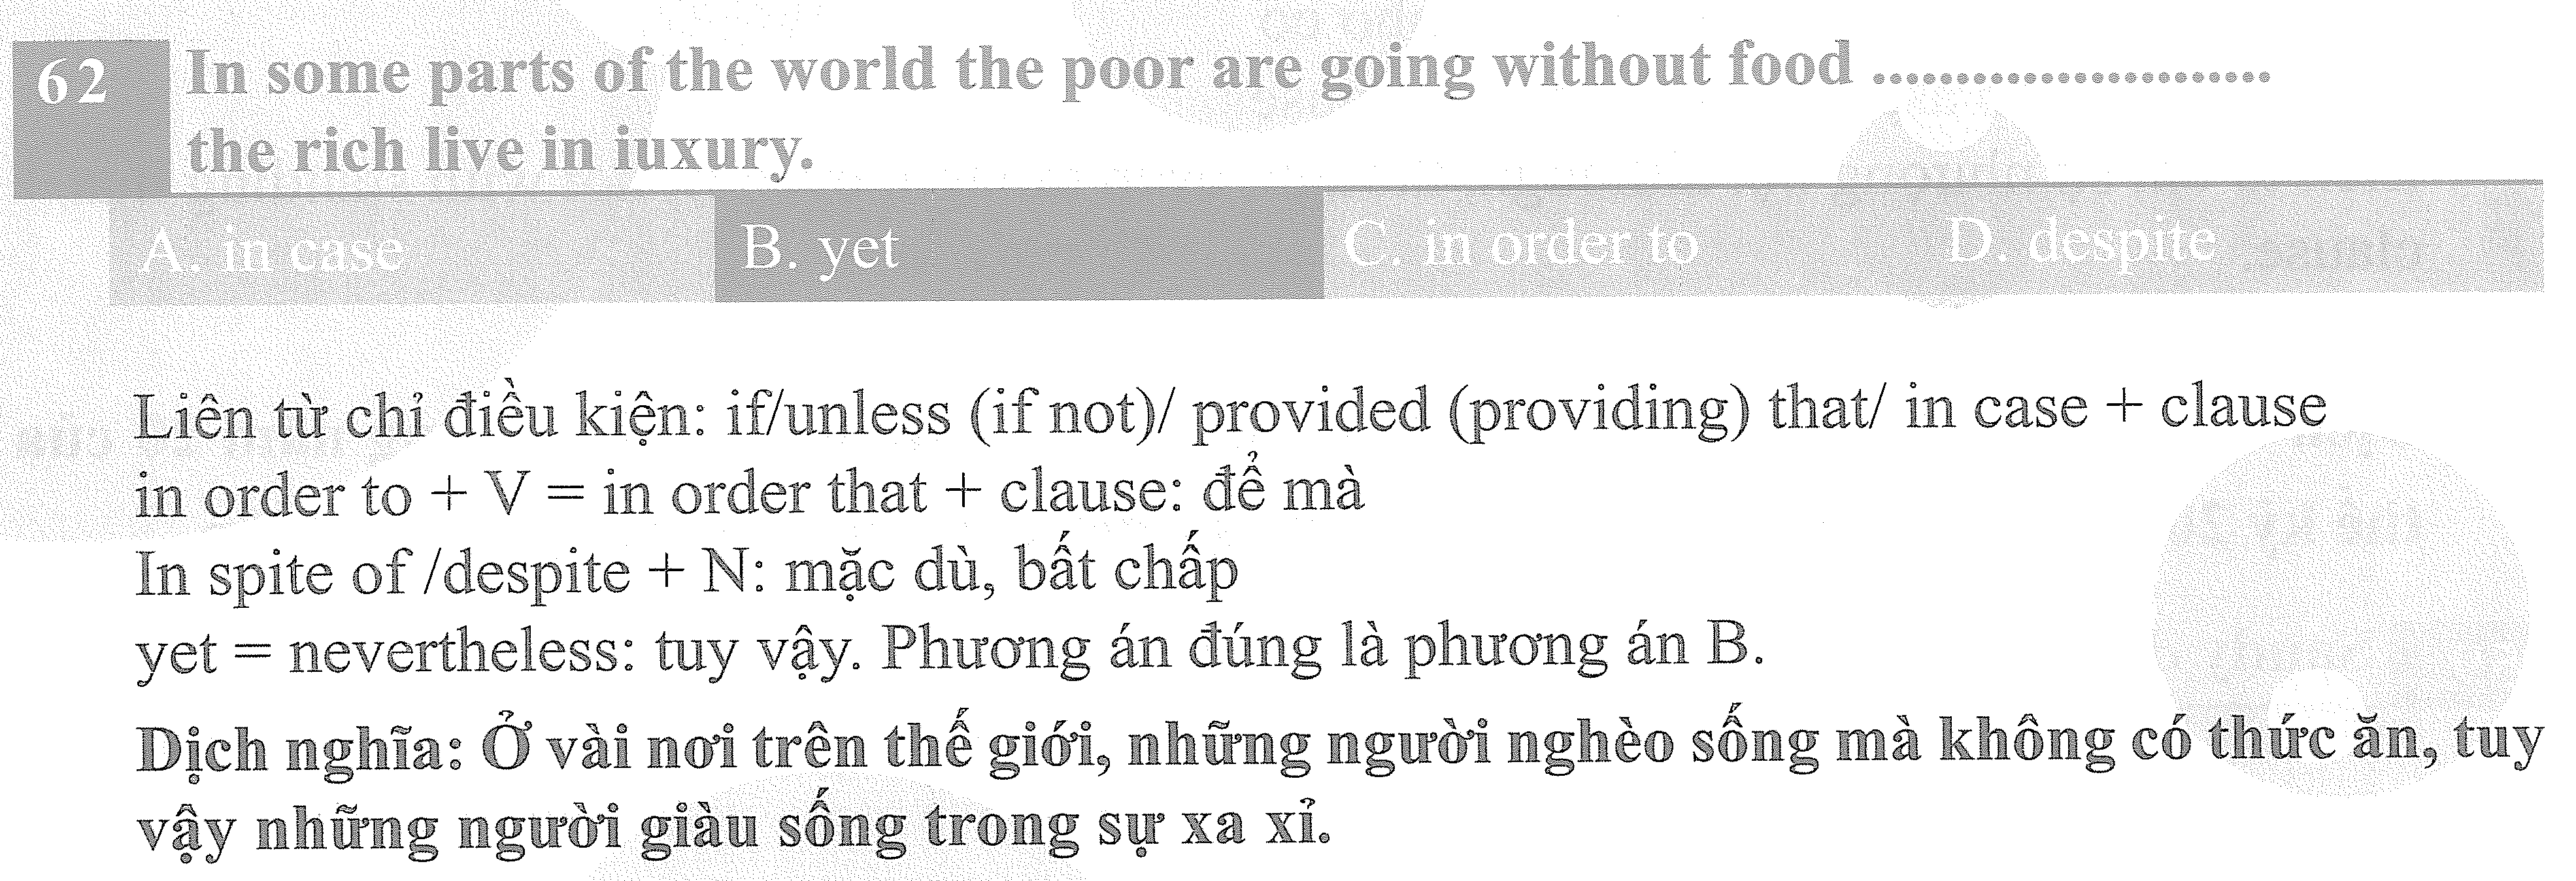 62 In some parts of the world the poor are going without food ........................
the rich live in iuxury.
A. in case B. yet C. in order to D. despite
Liên từ chỉ điều kiện: if/unless (if not)/ provided (providing) that/ in case + clause
in order to + V = in order that + clause: để mà
In spite of /despite + N: mặc dù, bất chấp
yet = nevertheless: tuy vậy. Phương án đúng là phương án B.
Dịch nghĩa: Ở vài nơi trên thế giới, những người nghèo sống mà không có thức ăn, tuy
vậy những người giàu sống trong sự xa xỉ.